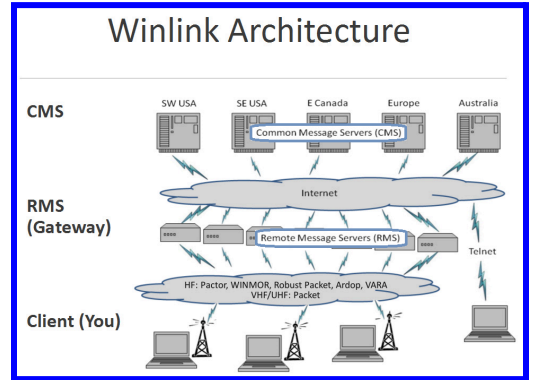 Winlink Architecture
CMS
SW USA
SE USA
E Canada
Europe
Australia
Common Message Servers (CMS)
Internet
RMS
(Gateway)
Remote Message Servers (RMS)
Telnet
HF: Pactor, WINMOR, Robust Packet, Ardop, VARA
VHF/UHF: Packet
Client (You)